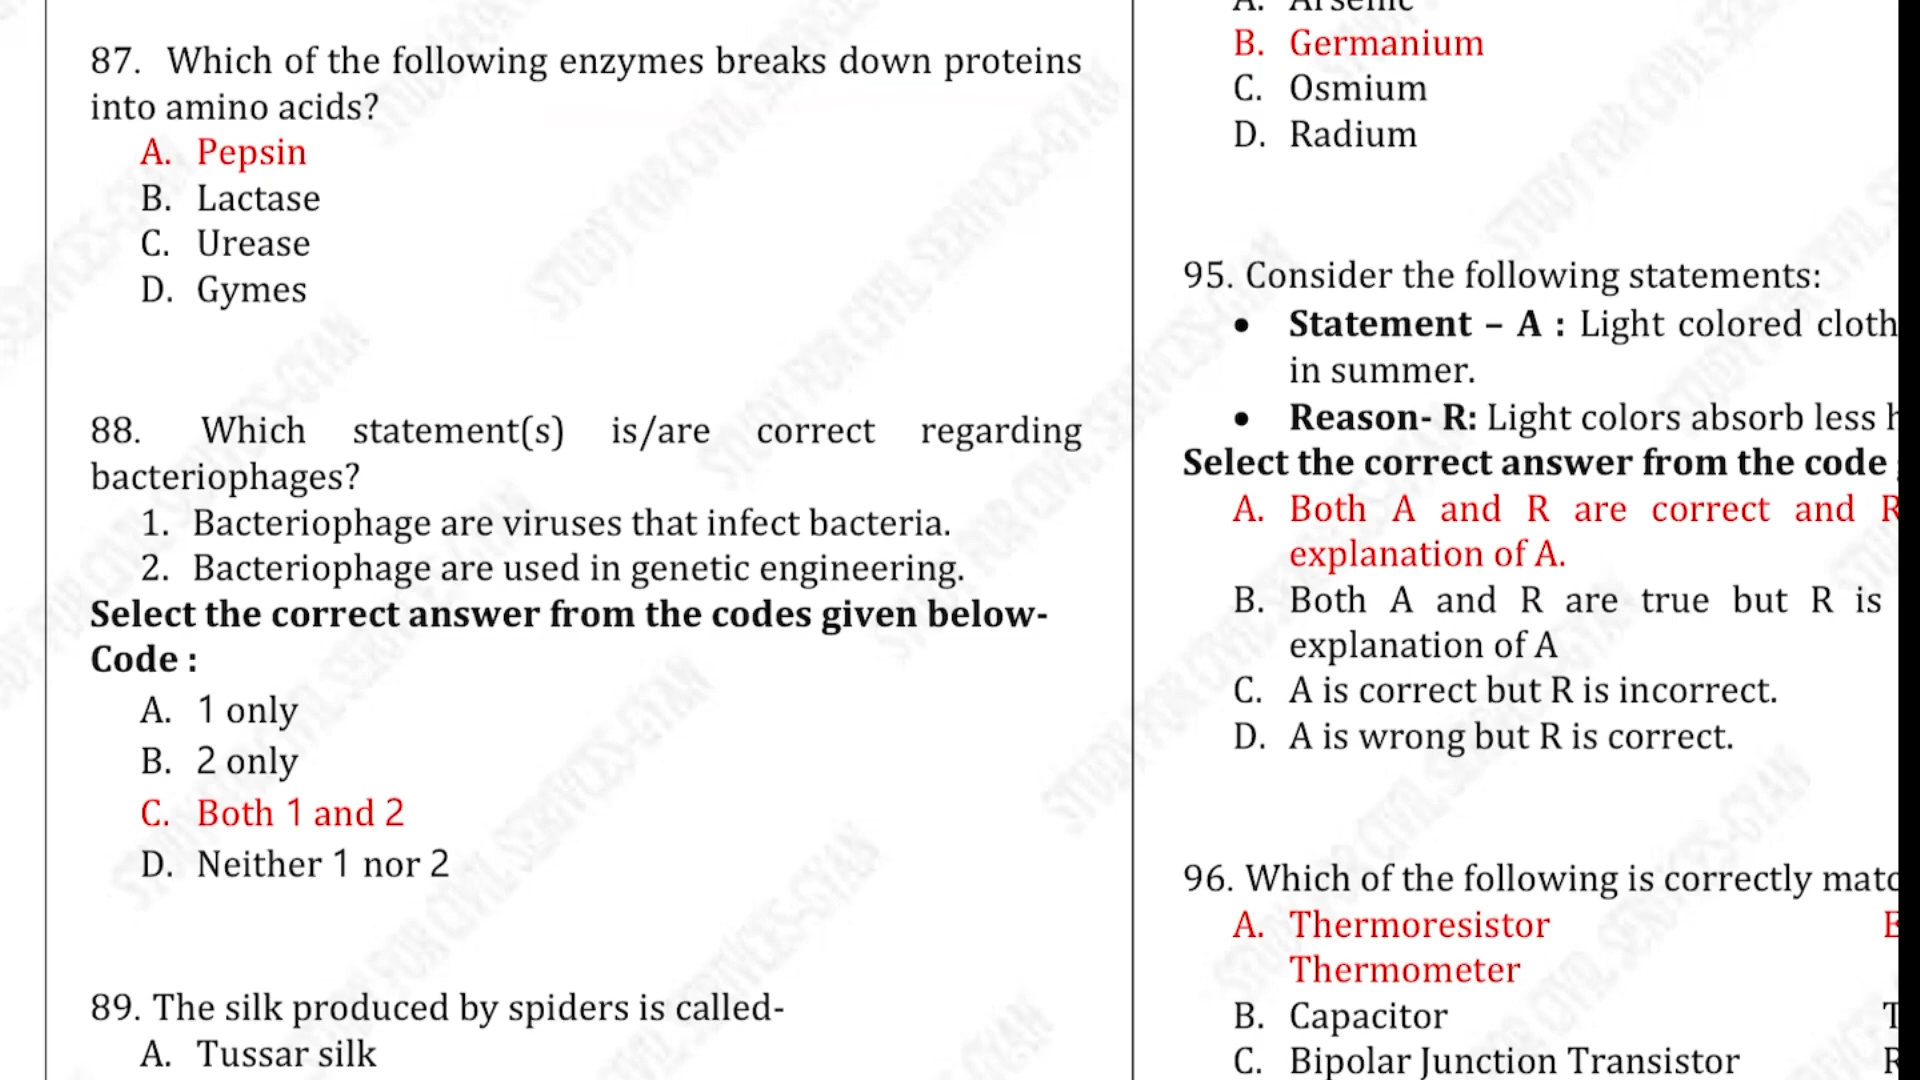 87. Which of the following enzymes breaks down proteins
into amino acids?
A. Pepsin
B. Lactase
C. Urease
D. Gymes
88. Which statement(s) is/are correct regarding
bacteriophages?
1. Bacteriophage are viruses that infect bacteria.
2. Bacteriophage are used in genetic engineering.
Select the correct answer from the codes given below-
Code :
A. 1 only
B. 2 only
C. Both 1 and 2
D. Neither 1 nor 2
89. The silk produced by spiders is called-
A. Tussar silk
A. Arsenic
B. Germanium
C. Osmium
D. Radium
95. Consider the following statements:
• Statement – A : Light colored cloth
in summer.
• Reason- R: Light colors absorb less
Select the correct answer from the code
A. Both A and R are correct and R
explanation of A.
B. Both A and R are true but R is
explanation of A
C. A is correct but R is incorrect.
D. A is wrong but R is correct.
96. Which of the following is correctly matc
A. Thermoresistor
Thermometer
B. Capacitor
C. Bipolar Junction Transistor
STUDY FOR CIVIL SERVICES-GYAN